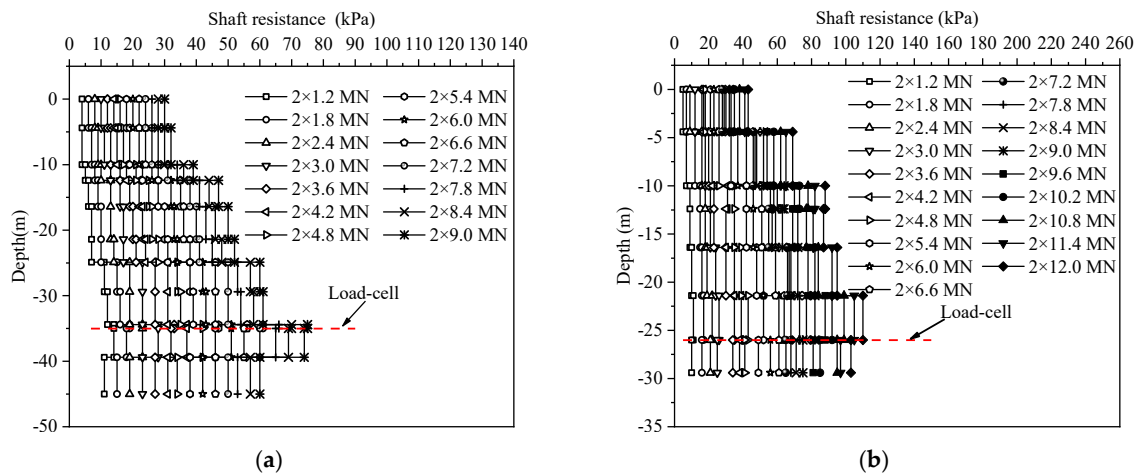 Shaft resistance (kPa)
0 10 20 30 40 50 60 70 80 90 100 110 120 130 140
0
-10
-20
-30
-40
-50
Depth(m)
2×1.2 MN 2×5.4 MN
2×1.8 MN 2×6.0 MN
2×2.4 MN 2×6.6 MN
2×3.0 MN 2×7.2 MN
2×3.6 MN 2×7.8 MN
2×4.2 MN 2×8.4 MN
2×4.8 MN 2×9.0 MN
Load-cell
(a)
Shaft resistance (kPa)
0 20 40 60 80 100 120 140 160 180 200 220 240 260
0
-5
-10
-15
-20
-25
-30
-35
Depth (m)
2×1.2 MN 2×7.2 MN
2×1.8 MN 2×7.8 MN
2×2.4 MN 2×8.4 MN
2×3.0 MN 2×9.0 MN
2×3.6 MN 2×9.6 MN
2×4.2 MN 2×10.2 MN
2×4.8 MN 2×10.8 MN
2×5.4 MN 2×11.4 MN
2×6.0 MN 2×12.0 MN
2×6.6 MN
Load-cell
(b)